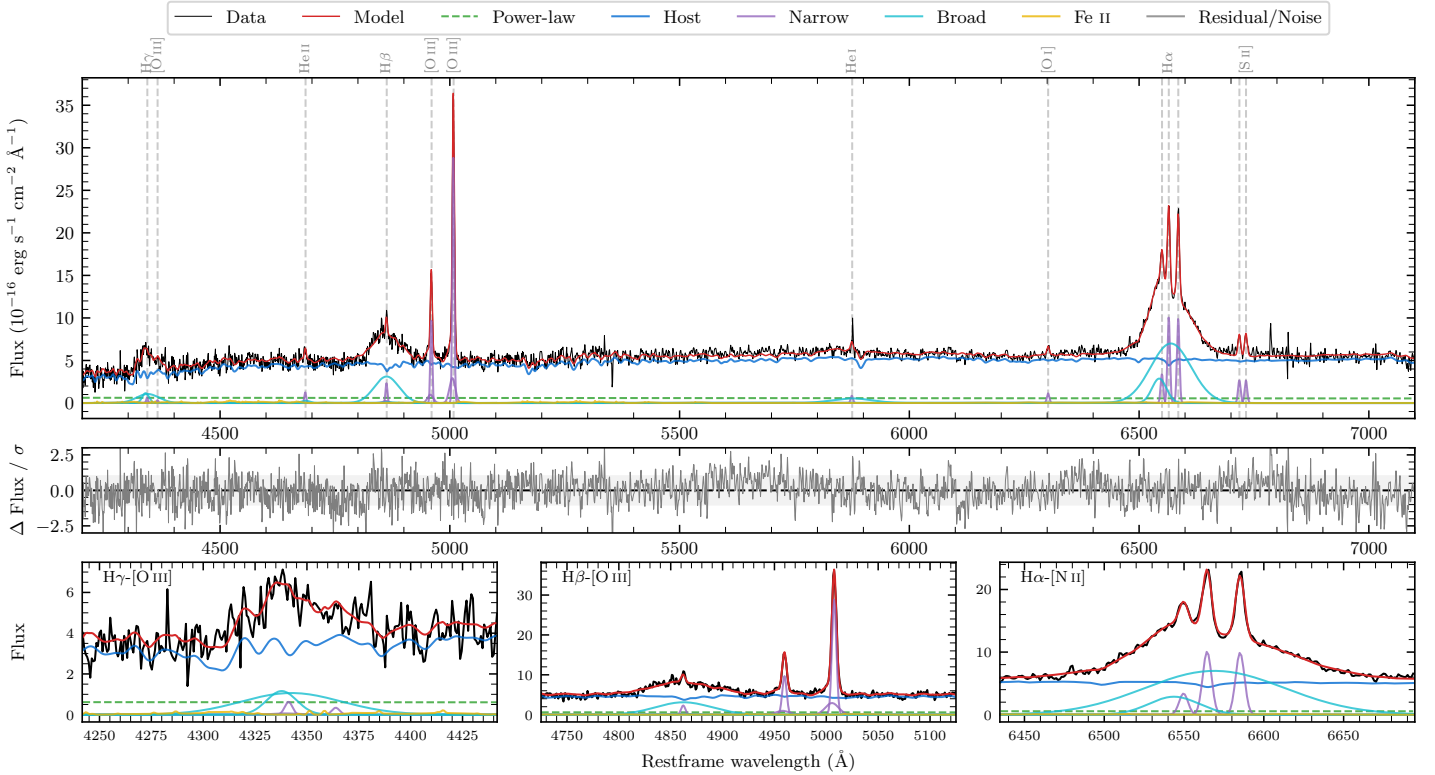 Data Model Power-law Host Narrow Broad Fe II Residual/Noise
Hγ [O III] He II Hβ [O III] [O III] He I [O I] Hα [S II]
Flux (10⁻¹⁶ erg s⁻¹ cm⁻² Å⁻¹)
35
30
25
20
15
10
5
0
4500 5000 5500 6000 6500 7000
Δ Flux / σ
2.5
0.0
−2.5
4500 5000 5500 6000 6500 7000
Flux
Hγ-[O III]
6
4
2
0
4250 4275 4300 4325 4350 4375 4400 4425
Hβ-[O III]
30
20
10
0
4750 4800 4850 4900 4950 5000 5050 5100
Hα-[N II]
20
10
0
6450 6500 6550 6600 6650
Restframe wavelength (Å)